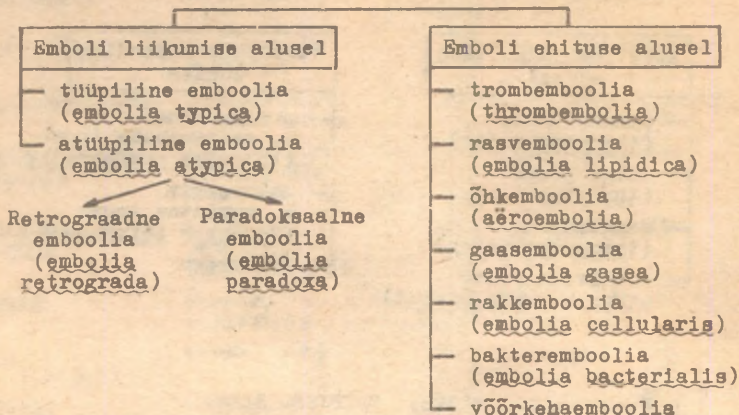 Emboli liikumise alusel
tüüpiline emboolia
(embolia typica)
atüüpiline emboolia
(embolia atypica)
Retrograadne
emboolia
(embolia
retrograda)
Paradoksaalne
emboolia
(embolia
paradoxa)
Emboli ehituse alusel
trombemboolia
(thrombembolia)
rasvemboolia
(embolia lipidica)
õhkemboolia
(aëroembolia)
gaasemboolia
(embolia gasea)
rakkemboolia
(embolia cellularis)
bakteremboolia
(embolia bacterialis)
võõrkehaemboolia